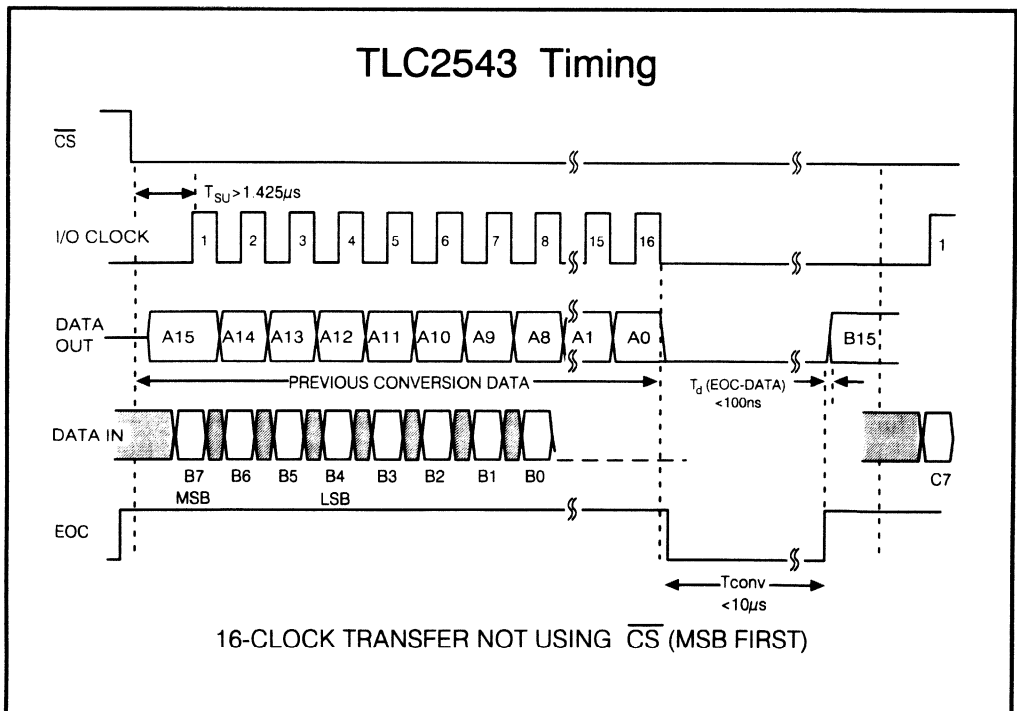 TLC2543 Timing
CS
TSU>1.425µs
I/O CLOCK
1 2 3 4 5 6 7 8 15 16 1
DATA OUT
A15 A14 A13 A12 A11 A10 A9 A8 A1 A0 B15
PREVIOUS CONVERSION DATA
Td (EOC-DATA)
<100ns
DATA IN
B7 B6 B5 B4 B3 B2 B1 B0 C7
MSB LSB
EOC
Tconv
<10µs
16-CLOCK TRANSFER NOT USING CS (MSB FIRST)